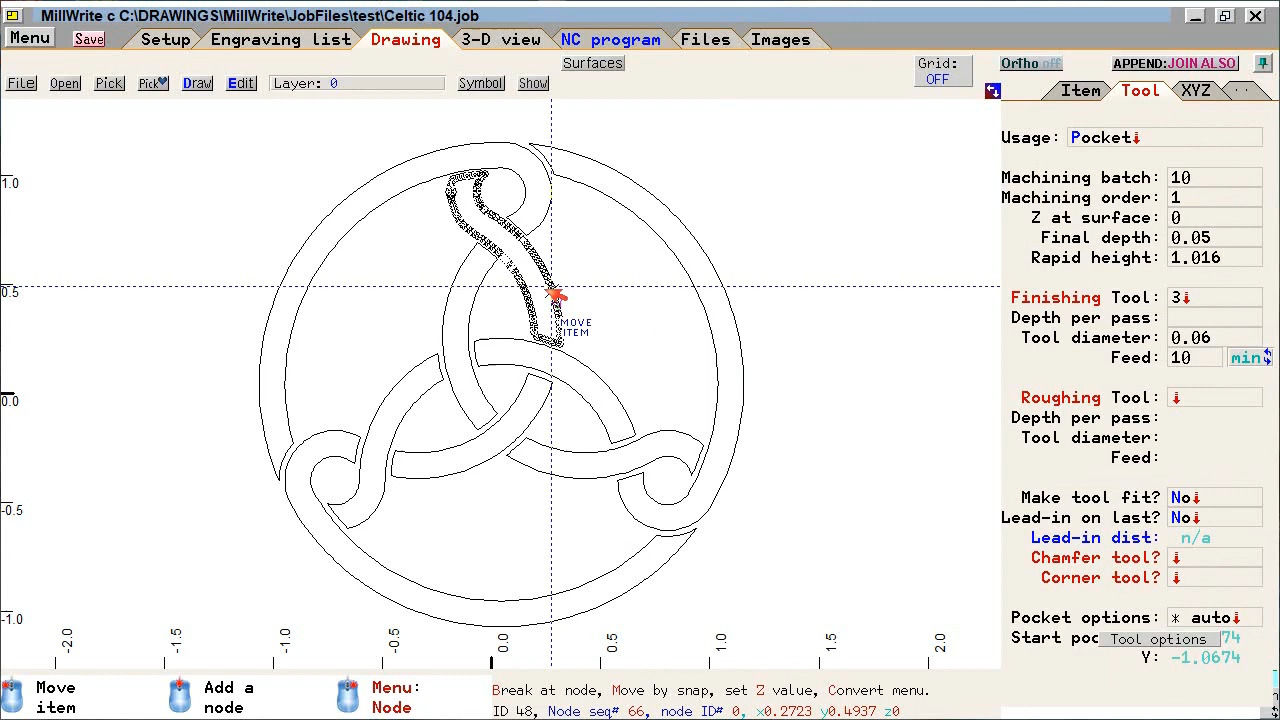 MillWrite c C:\DRAWINGS\MillWrite\JobFiles\test\Celtic 104.job
Menu Save Setup Engraving list Drawing 3-D view NC program Files Images
Surfaces Grid: OFF Ortho off APPEND:JOIN ALSO
File Open Pick Pick Draw Edit Layer: 0 Symbol Show
Item Tool XYZ ··
Usage: Pocket
Machining batch: 10
Machining order: 1
Z at surface: 0
Final depth: 0.05
Rapid height: 1.016
Finishing Tool: 3
Depth per pass:
Tool diameter: 0.06
Feed: 10 min
Roughing Tool:
Depth per pass:
Tool diameter:
Feed:
Make tool fit? No
Lead-in on last? No
Lead-in dist: n/a
Chamfer tool?
Corner tool?
Pocket options: * auto
Start poc Tool options 74
Y: -1.0674
1.0
0.5
0.0
-0.5
-1.0
MOVE
ITEM
-2.0 -1.5 -1.0 -0.5 0.0 0.5 1.0 1.5 2.0
Move item
Add a node
Menu: Node
Break at node, Move by snap, set Z value, Convert menu.
ID 48, Node seq# 66, node ID# 0, x0.2723 y0.4937 z0